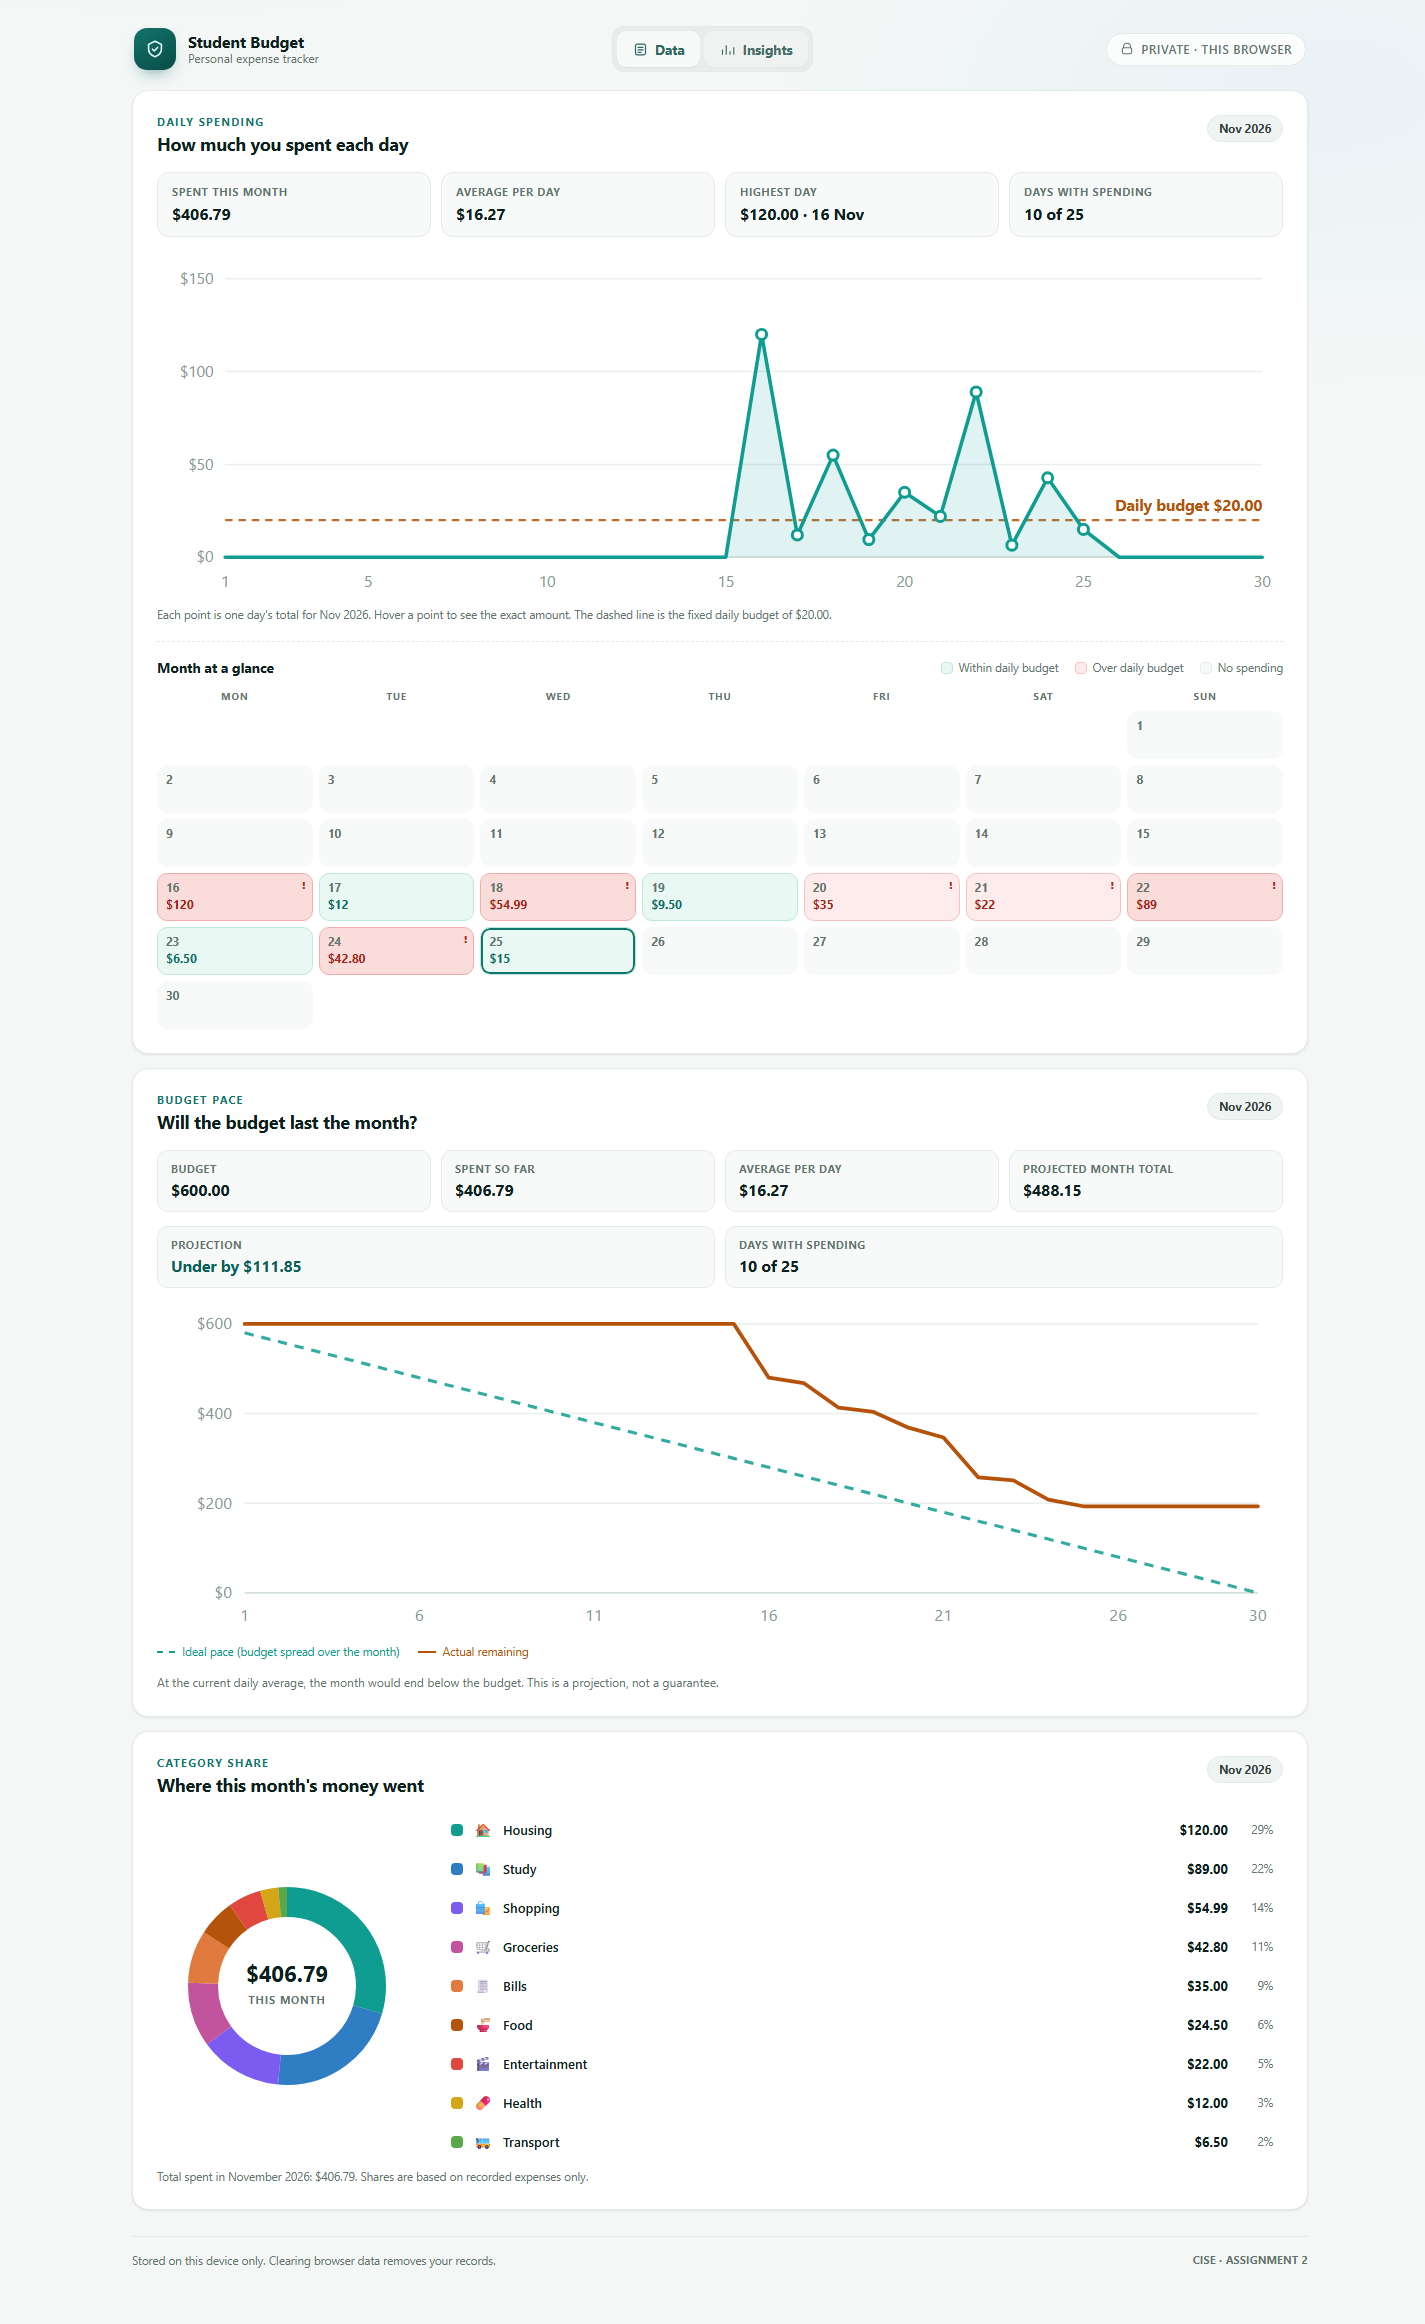 Student Budget
Personal expense tracker
Data
Insights
PRIVATE · THIS BROWSER
DAILY SPENDING
How much you spent each day
Nov 2026
SPENT THIS MONTH
$406.79
AVERAGE PER DAY
$16.27
HIGHEST DAY
$120.00 · 16 Nov
DAYS WITH SPENDING
10 of 25
$150
$100
$50
$0
Daily budget $20.00
1 5 10 15 20 25 30
Each point is one day's total for Nov 2026. Hover a point to see the exact amount. The dashed line is the fixed daily budget of $20.00.
Month at a glance
Within daily budget
Over daily budget
No spending
MON TUE WED THU FRI SAT SUN
1
2 3 4 5 6 7 8
9 10 11 12 13 14 15
16 ! 17 18 ! 19 20 ! 21 ! 22 !
$120 $12 $54.99 $9.50 $35 $22 $89
23 24 ! 25 26 27 28 29
$6.50 $42.80 $15
30
BUDGET PACE
Will the budget last the month?
Nov 2026
BUDGET
$600.00
SPENT SO FAR
$406.79
AVERAGE PER DAY
$16.27
PROJECTED MONTH TOTAL
$488.15
PROJECTION
Under by $111.85
DAYS WITH SPENDING
10 of 25
$600
$400
$200
$0
1 6 11 16 21 26 30
Ideal pace (budget spread over the month)
Actual remaining
At the current daily average, the month would end below the budget. This is a projection, not a guarantee.
CATEGORY SHARE
Where this month's money went
Nov 2026
$406.79
THIS MONTH
Housing $120.00 29%
Study $89.00 22%
Shopping $54.99 14%
Groceries $42.80 11%
Bills $35.00 9%
Food $24.50 6%
Entertainment $22.00 5%
Health $12.00 3%
Transport $6.50 2%
Total spent in November 2026: $406.79. Shares are based on recorded expenses only.
Stored on this device only. Clearing browser data removes your records.
CISE · ASSIGNMENT 2